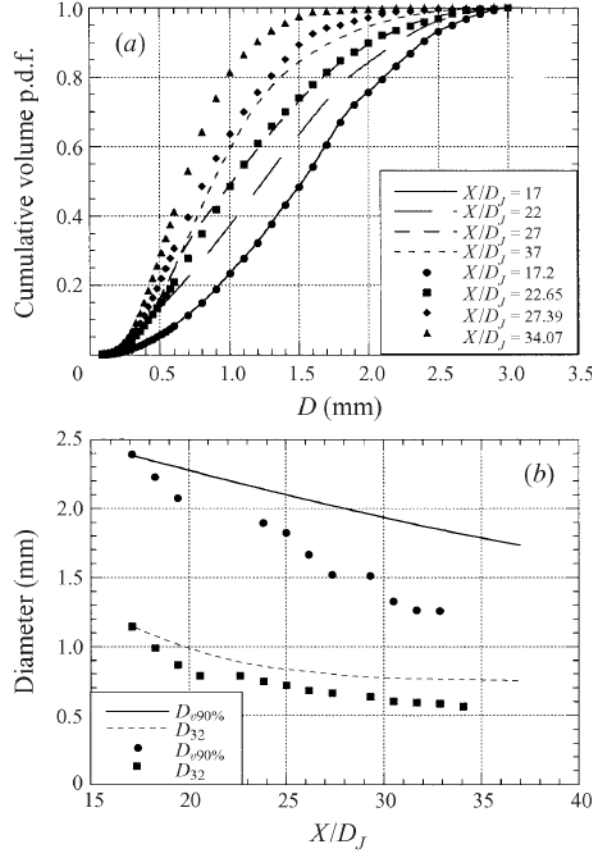 (a)
Cumulative volume p.d.f.
1.0
0.8
0.6
0.4
0.2
0
0.5
1.0
1.5
2.0
2.5
3.0
3.5
D (mm)
X/D_J = 17
X/D_J = 22
X/D_J = 27
X/D_J = 37
X/D_J = 17.2
X/D_J = 22.65
X/D_J = 27.39
X/D_J = 34.07
(b)
Diameter (mm)
2.5
2.0
1.5
1.0
0.5
0
15
20
25
30
35
40
X/D_J
D_v90%
D_32
D_v90%
D_32